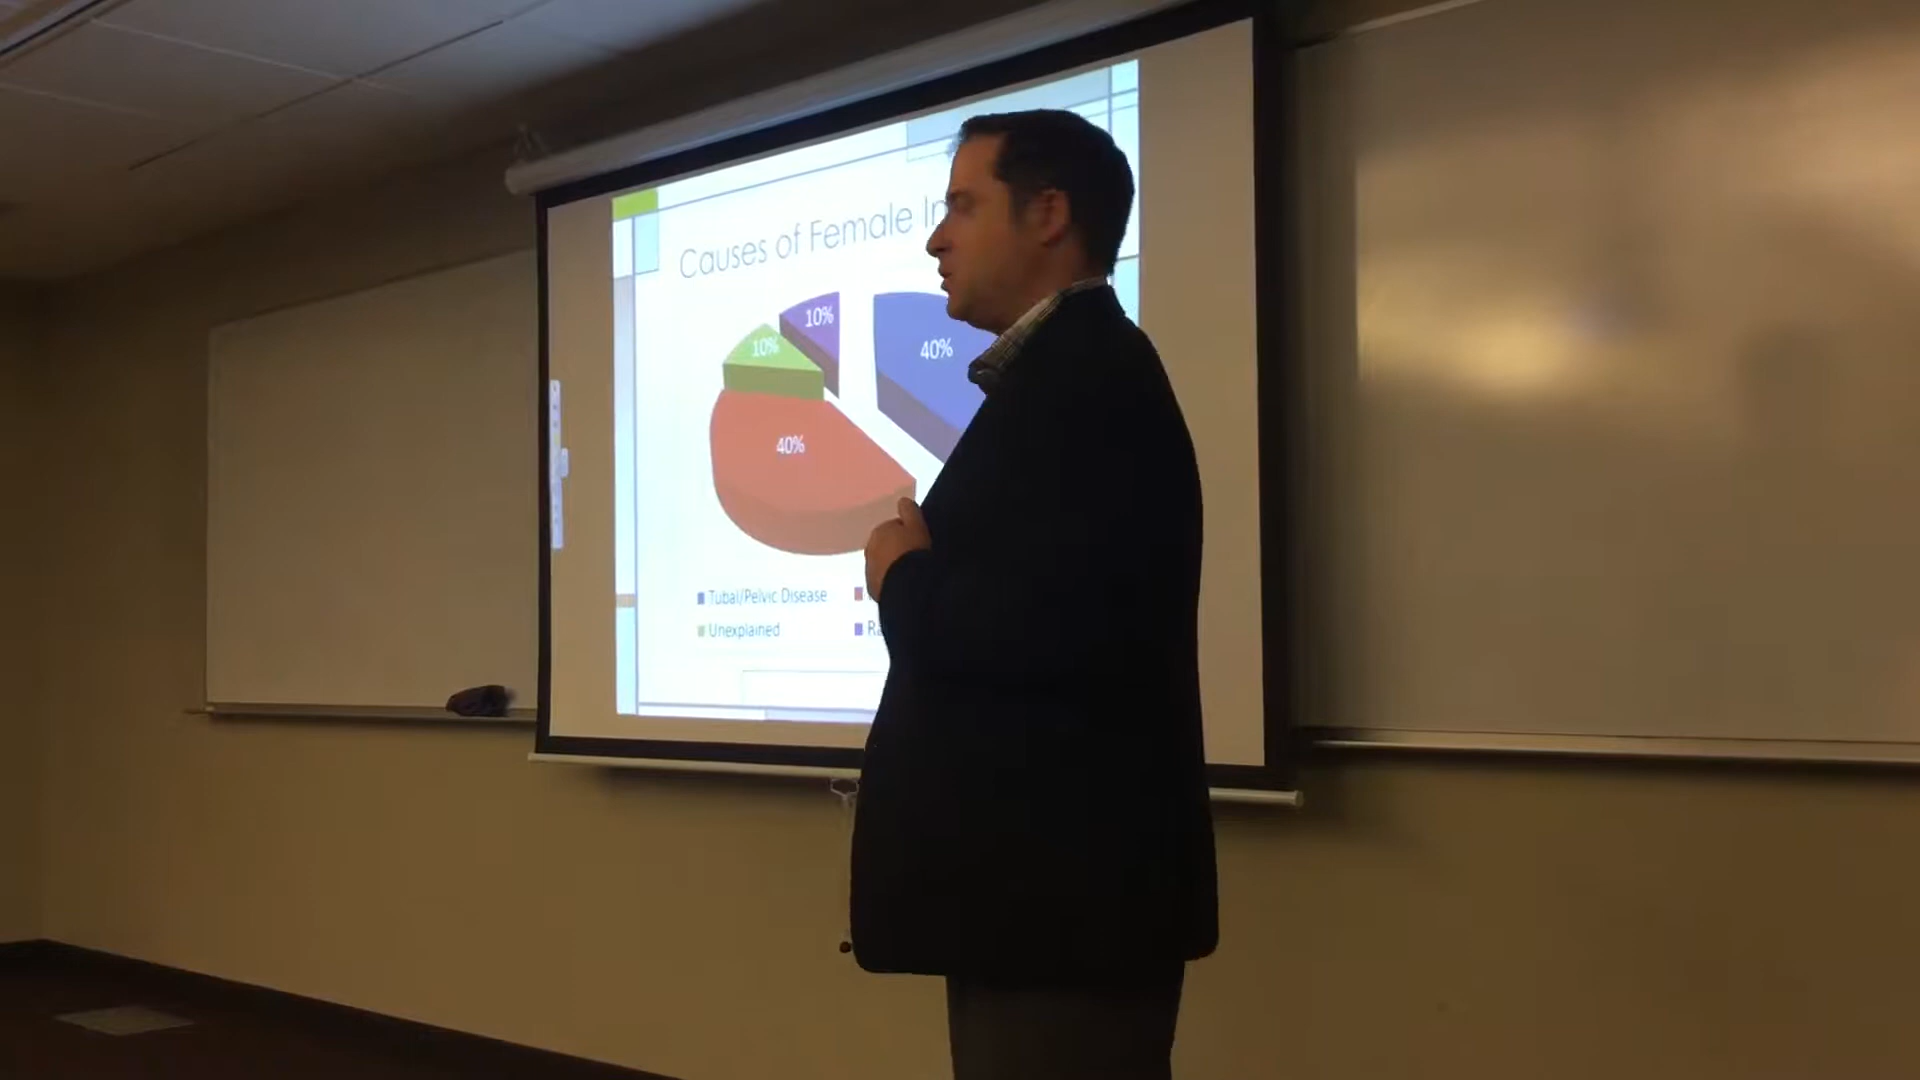 Causes of Female In
10%
10%
40%
40%
Tubal/Pelvic Disease
Unexplained
Ra